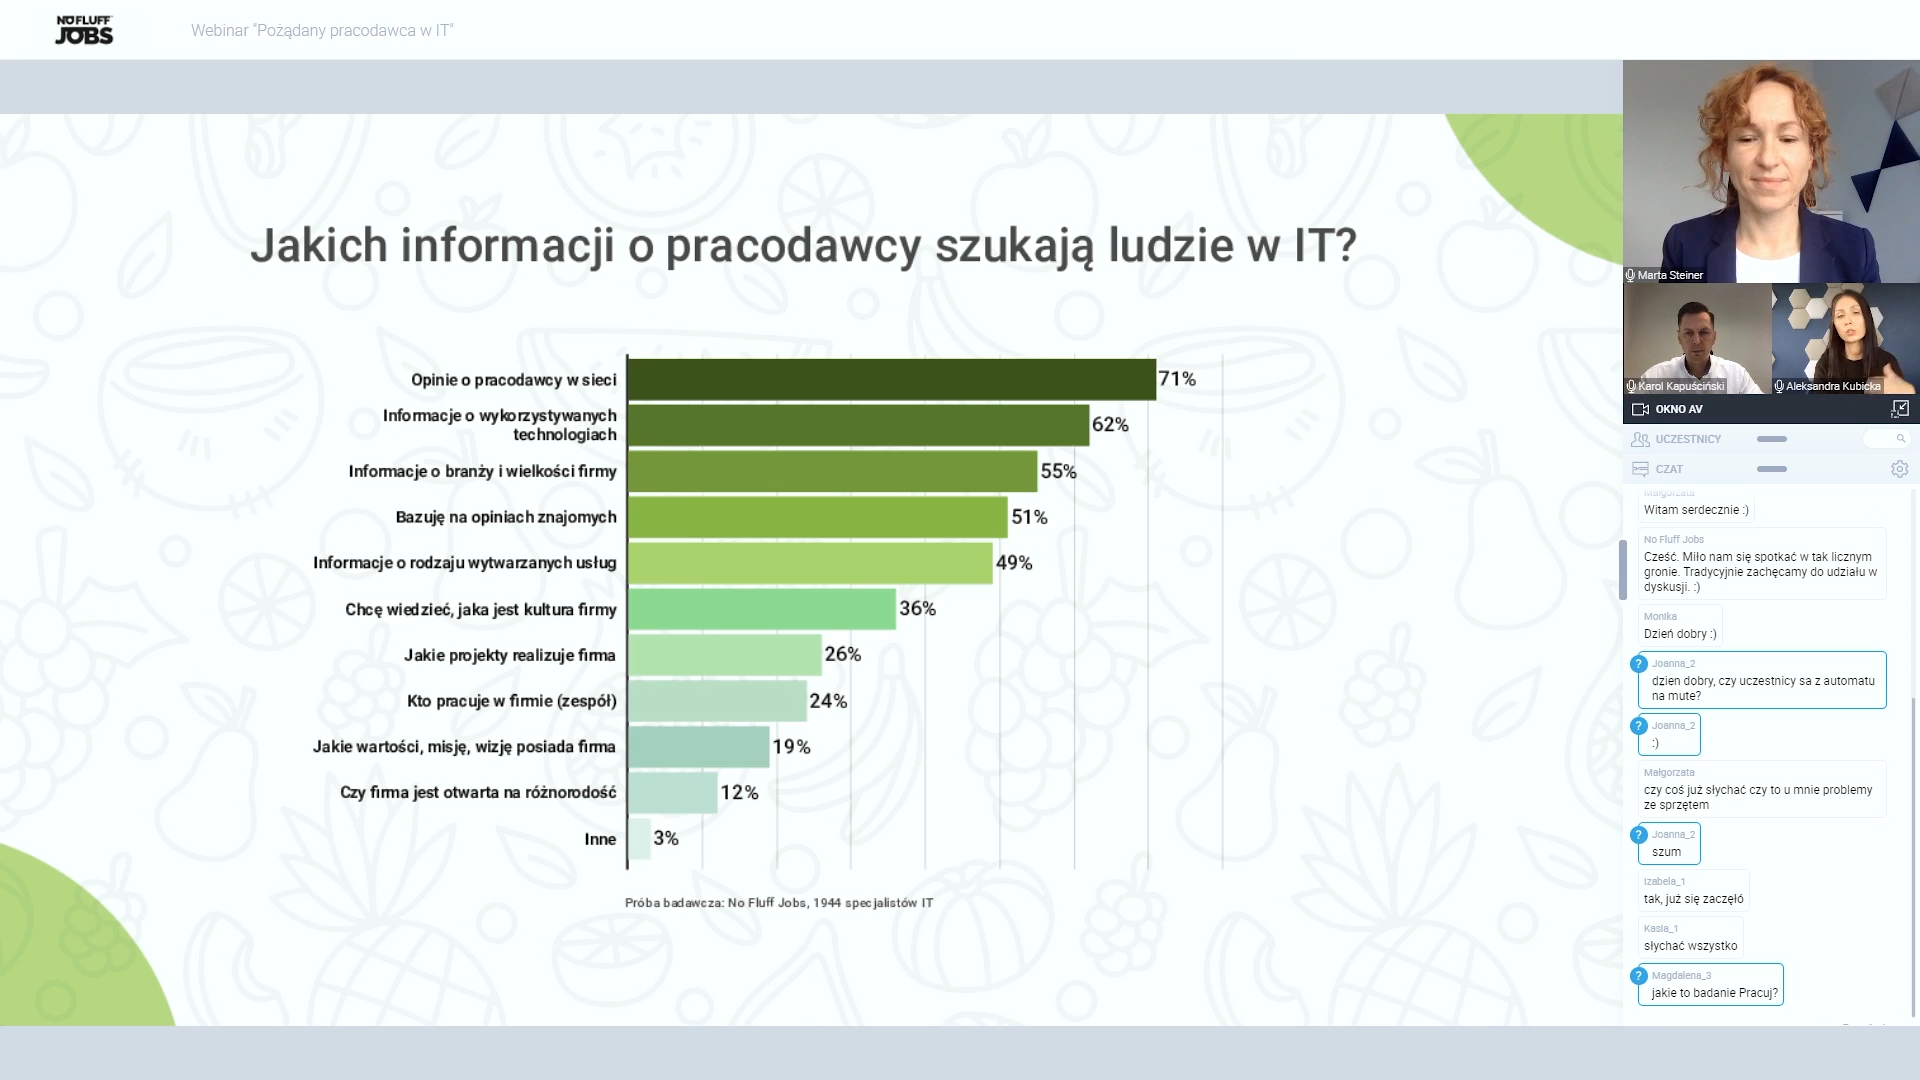 NO FLUFF
JOBS
Webinar "Pożądany pracodawca w IT"
Jakich informacji o pracodawcy szukają ludzie w IT?
Opinie o pracodawcy w sieci
71%
Informacje o wykorzystywanych
technologiach
62%
Informacje o branży i wielkości firmy
55%
Bazuję na opiniach znajomych
51%
Informacje o rodzaju wytwarzanych usług
49%
Chcę wiedzieć, jaka jest kultura firmy
36%
Jakie projekty realizuje firma
26%
Kto pracuje w firmie (zespół)
24%
Jakie wartości, misję, wizję posiada firma
19%
Czy firma jest otwarta na różnorodość
12%
Inne
3%
Próba badawcza: No Fluff Jobs, 1944 specjalistów IT
Marta Steiner
Karol Kapuściński
Aleksandra Kubicka
OKNO AV
UCZESTNICY
CZAT
Małgorzata
Witam serdecznie :)
No Fluff Jobs
Cześć. Miło nam się spotkać w tak licznym
gronie. Tradycyjnie zachęcamy do udziału w
dyskusji. :)
Monika
Dzień dobry :)
?
Joanna_2
dzien dobry, czy uczestnicy sa z automatu
na mute?
?
Joanna_2
:)
Małgorzata
czy coś już słychać czy to u mnie problemy
ze sprzętem
?
Joanna_2
szum
Izabela_1
tak, już się zaczęłó
Kasia_1
słychać wszystko
?
Magdalena_3
jakie to badanie Pracuj?